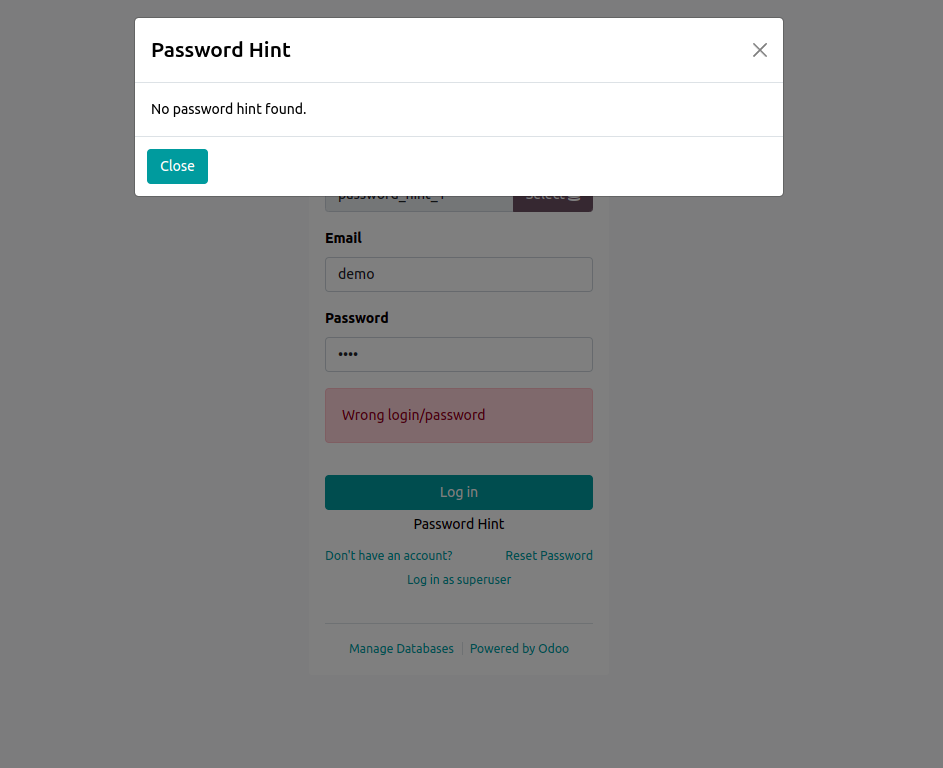 Password Hint
No password hint found.
Close
password_hint_1 Select
Email
demo
Password
••••
Wrong login/password
Log in
Password Hint
Don't have an account? Reset Password
Log in as superuser
Manage Databases | Powered by Odoo